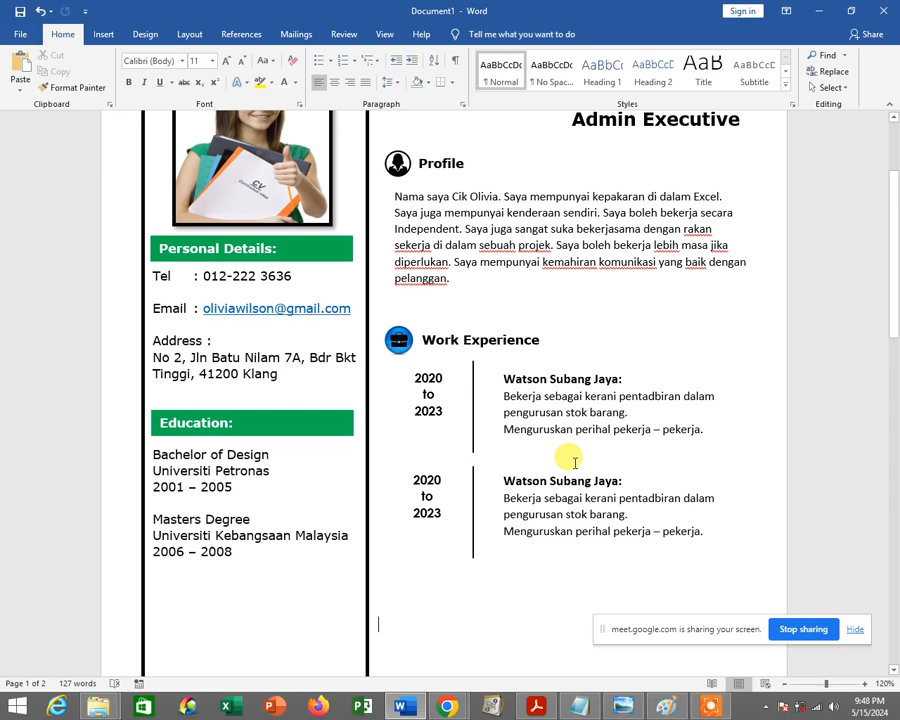 Document1 - Word
Sign in
File Home Insert Design Layout References Mailings Review View Help Tell me what you want to do Share
Paste
Cut
Copy
Format Painter
Clipboard
Calibri (Body) 11
Font
Paragraph
AaBbCcDc AaBbCcDc AaBbCc AaBbCc AaB AaBbCcD
¶ Normal ¶ No Spac... Heading 1 Heading 2 Title Subtitle
Styles
Find
Replace
Select
Editing
CV
Personal Details:
Tel : 012-222 3636
Email : oliviawilson@gmail.com
Address :
No 2, Jln Batu Nilam 7A, Bdr Bkt
Tinggi, 41200 Klang
Education:
Bachelor of Design
Universiti Petronas
2001 – 2005
Masters Degree
Universiti Kebangsaan Malaysia
2006 – 2008
Admin Executive
Profile
Nama saya Cik Olivia. Saya mempunyai kepakaran di dalam Excel.
Saya juga mempunyai kenderaan sendiri. Saya boleh bekerja secara
Independent. Saya juga sangat suka bekerjasama dengan rakan
sekerja di dalam sebuah projek. Saya boleh bekerja lebih masa jika
diperlukan. Saya mempunyai kemahiran komunikasi yang baik dengan
pelanggan.
Work Experience
2020
to
2023
Watson Subang Jaya:
Bekerja sebagai kerani pentadbiran dalam
pengurusan stok barang.
Menguruskan perihal pekerja – pekerja.
2020
to
2023
Watson Subang Jaya:
Bekerja sebagai kerani pentadbiran dalam
pengurusan stok barang.
Menguruskan perihal pekerja – pekerja.
meet.google.com is sharing your screen. Stop sharing Hide
Page 1 of 2 127 words 120%
9:48 PM
5/15/2024